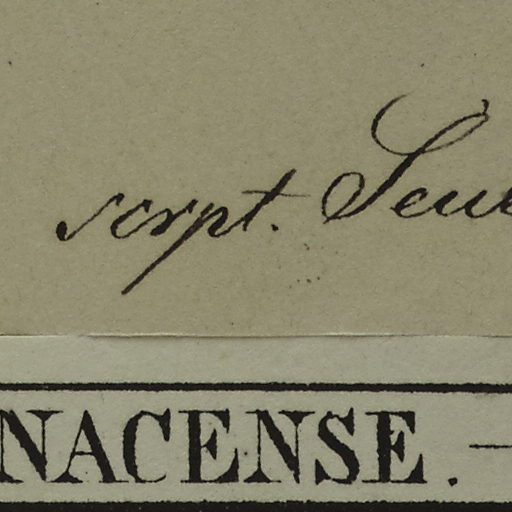 scrpt.
NACENSE. —